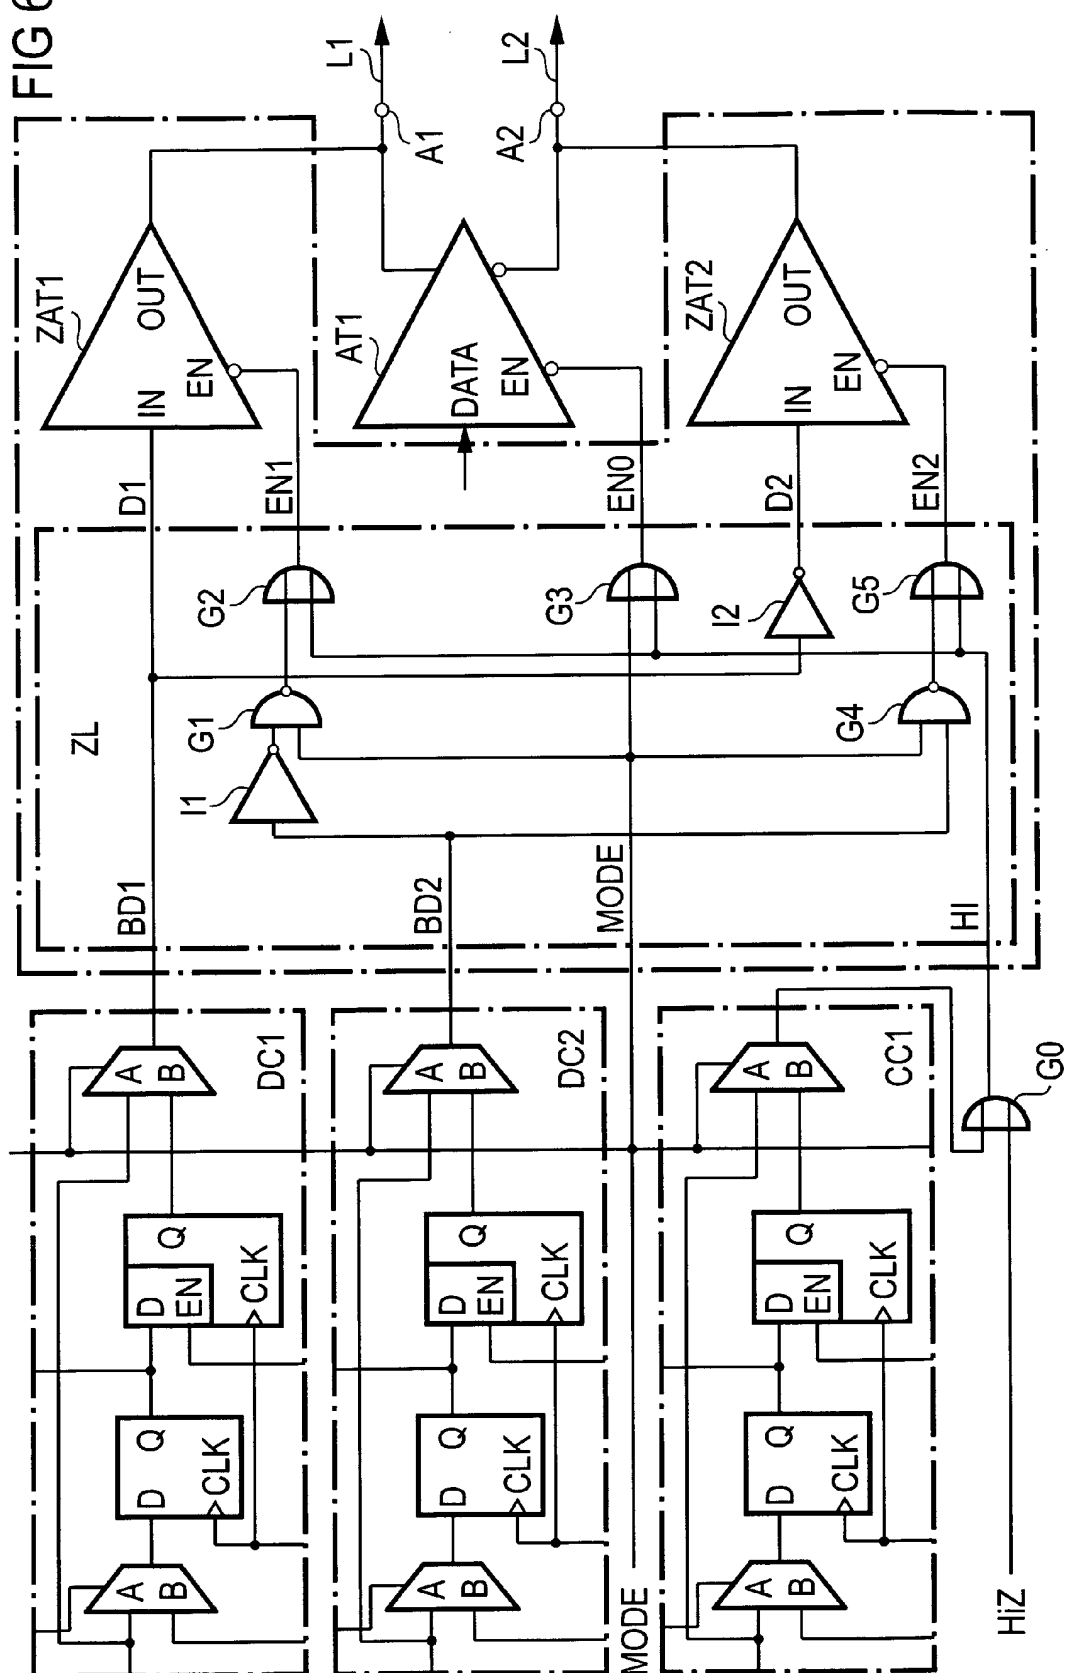 FIG 6
L1
L2
A1
A2
ZAT1
OUT
IN
EN
AT1
DATA
EN
ZAT2
OUT
IN
EN
D1
EN1
EN0
D2
EN2
G2
G3
I2
G5
ZL
G1
G4
I1
BD1
BD2
MODE
HI
A
B
DC1
A
B
DC2
A
B
CC1
G0
D
Q
EN
CLK
D
Q
EN
CLK
D
Q
EN
CLK
D
Q
CLK
D
Q
CLK
D
Q
CLK
A
B
A
B
MODE
A
B
HiZ